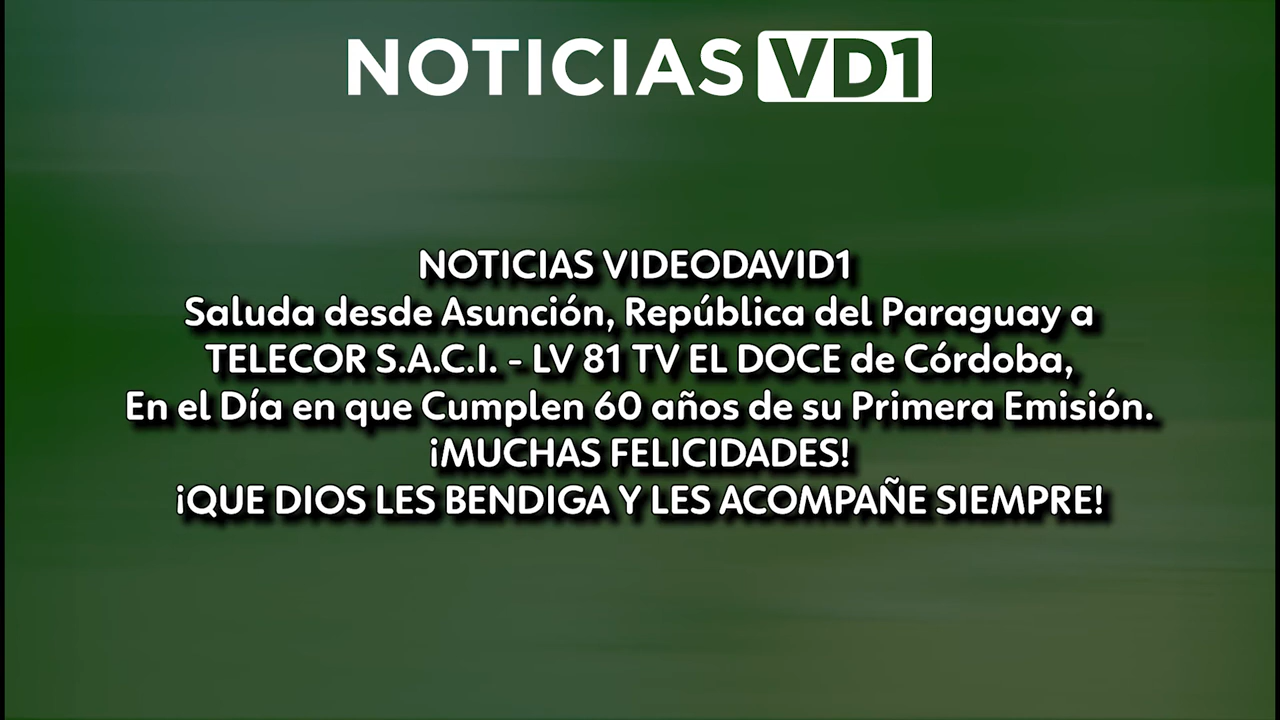 NOTICIAS VD1
NOTICIAS VIDEODAVID1
Saluda desde Asunción, República del Paraguay a
TELECOR S.A.C.I. - LV 81 TV EL DOCE de Córdoba,
En el Día en que Cumplen 60 años de su Primera Emisión.
¡MUCHAS FELICIDADES!
¡QUE DIOS LES BENDIGA Y LES ACOMPAÑE SIEMPRE!